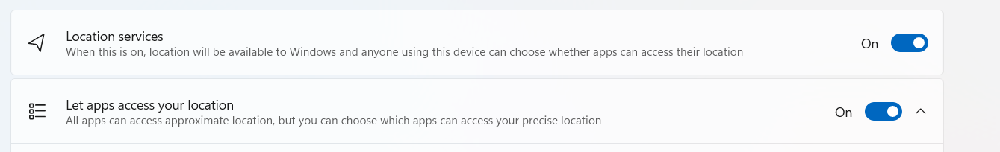 Location services
When this is on, location will be available to Windows and anyone using this device can choose whether apps can access their location
On
Let apps access your location
All apps can access approximate location, but you can choose which apps can access your precise location
On